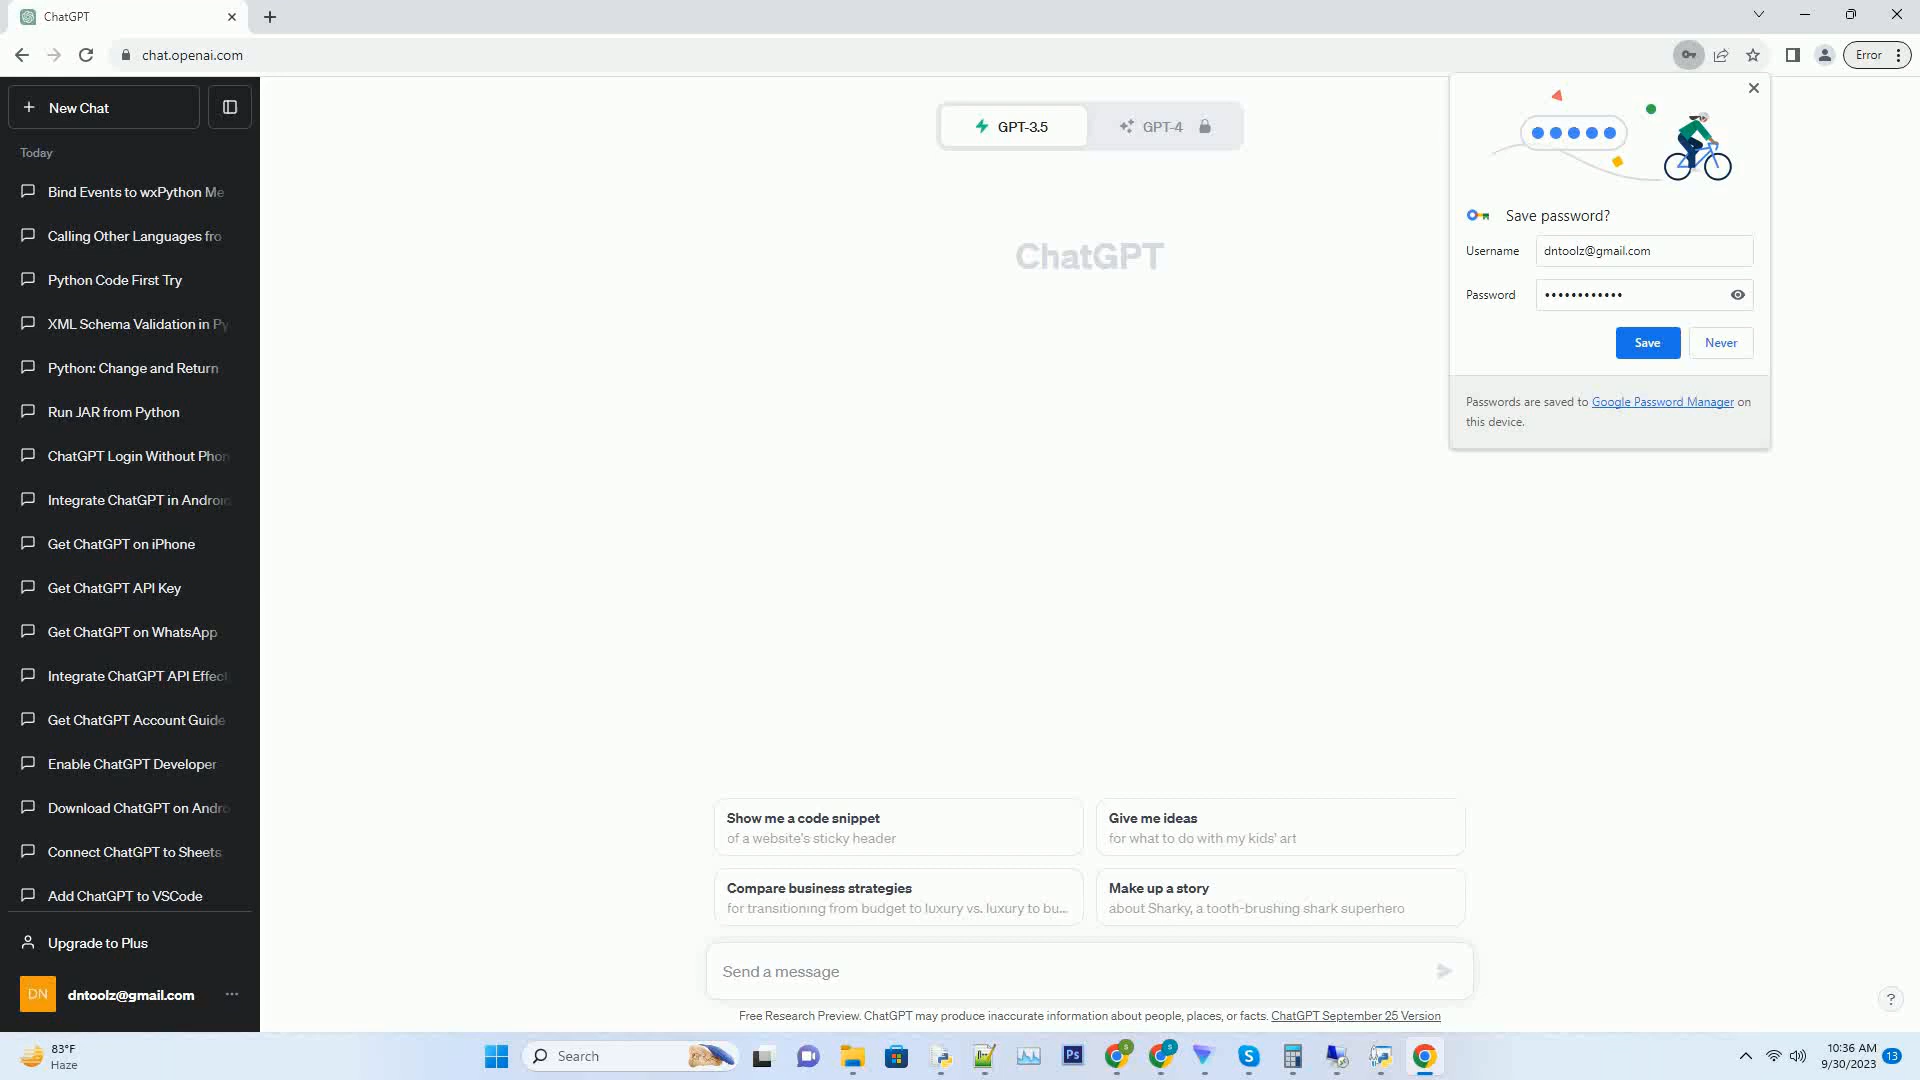 ChatGPT
chat.openai.com
Error
New Chat
Today
Bind Events to wxPython Me
Calling Other Languages fro
Python Code First Try
XML Schema Validation in Py
Python: Change and Return
Run JAR from Python
ChatGPT Login Without Phon
Integrate ChatGPT in Android
Get ChatGPT on iPhone
Get ChatGPT API Key
Get ChatGPT on WhatsApp
Integrate ChatGPT API Effect
Get ChatGPT Account Guide
Enable ChatGPT Developer
Download ChatGPT on Andro
Connect ChatGPT to Sheets
Add ChatGPT to VSCode
Upgrade to Plus
DN
dntoolz@gmail.com
GPT-3.5
GPT-4
ChatGPT
Save password?
Username
dntoolz@gmail.com
Password
••••••••••••
Save
Never
Passwords are saved to Google Password Manager on
this device.
Show me a code snippet
of a website's sticky header
Give me ideas
for what to do with my kids' art
Compare business strategies
for transitioning from budget to luxury vs. luxury to bu...
Make up a story
about Sharky, a tooth-brushing shark superhero
Send a message
Free Research Preview. ChatGPT may produce inaccurate information about people, places, or facts. ChatGPT September 25 Version
?
83°F
Haze
Search
Ps
S
S
S
10:36 AM
9/30/2023
13